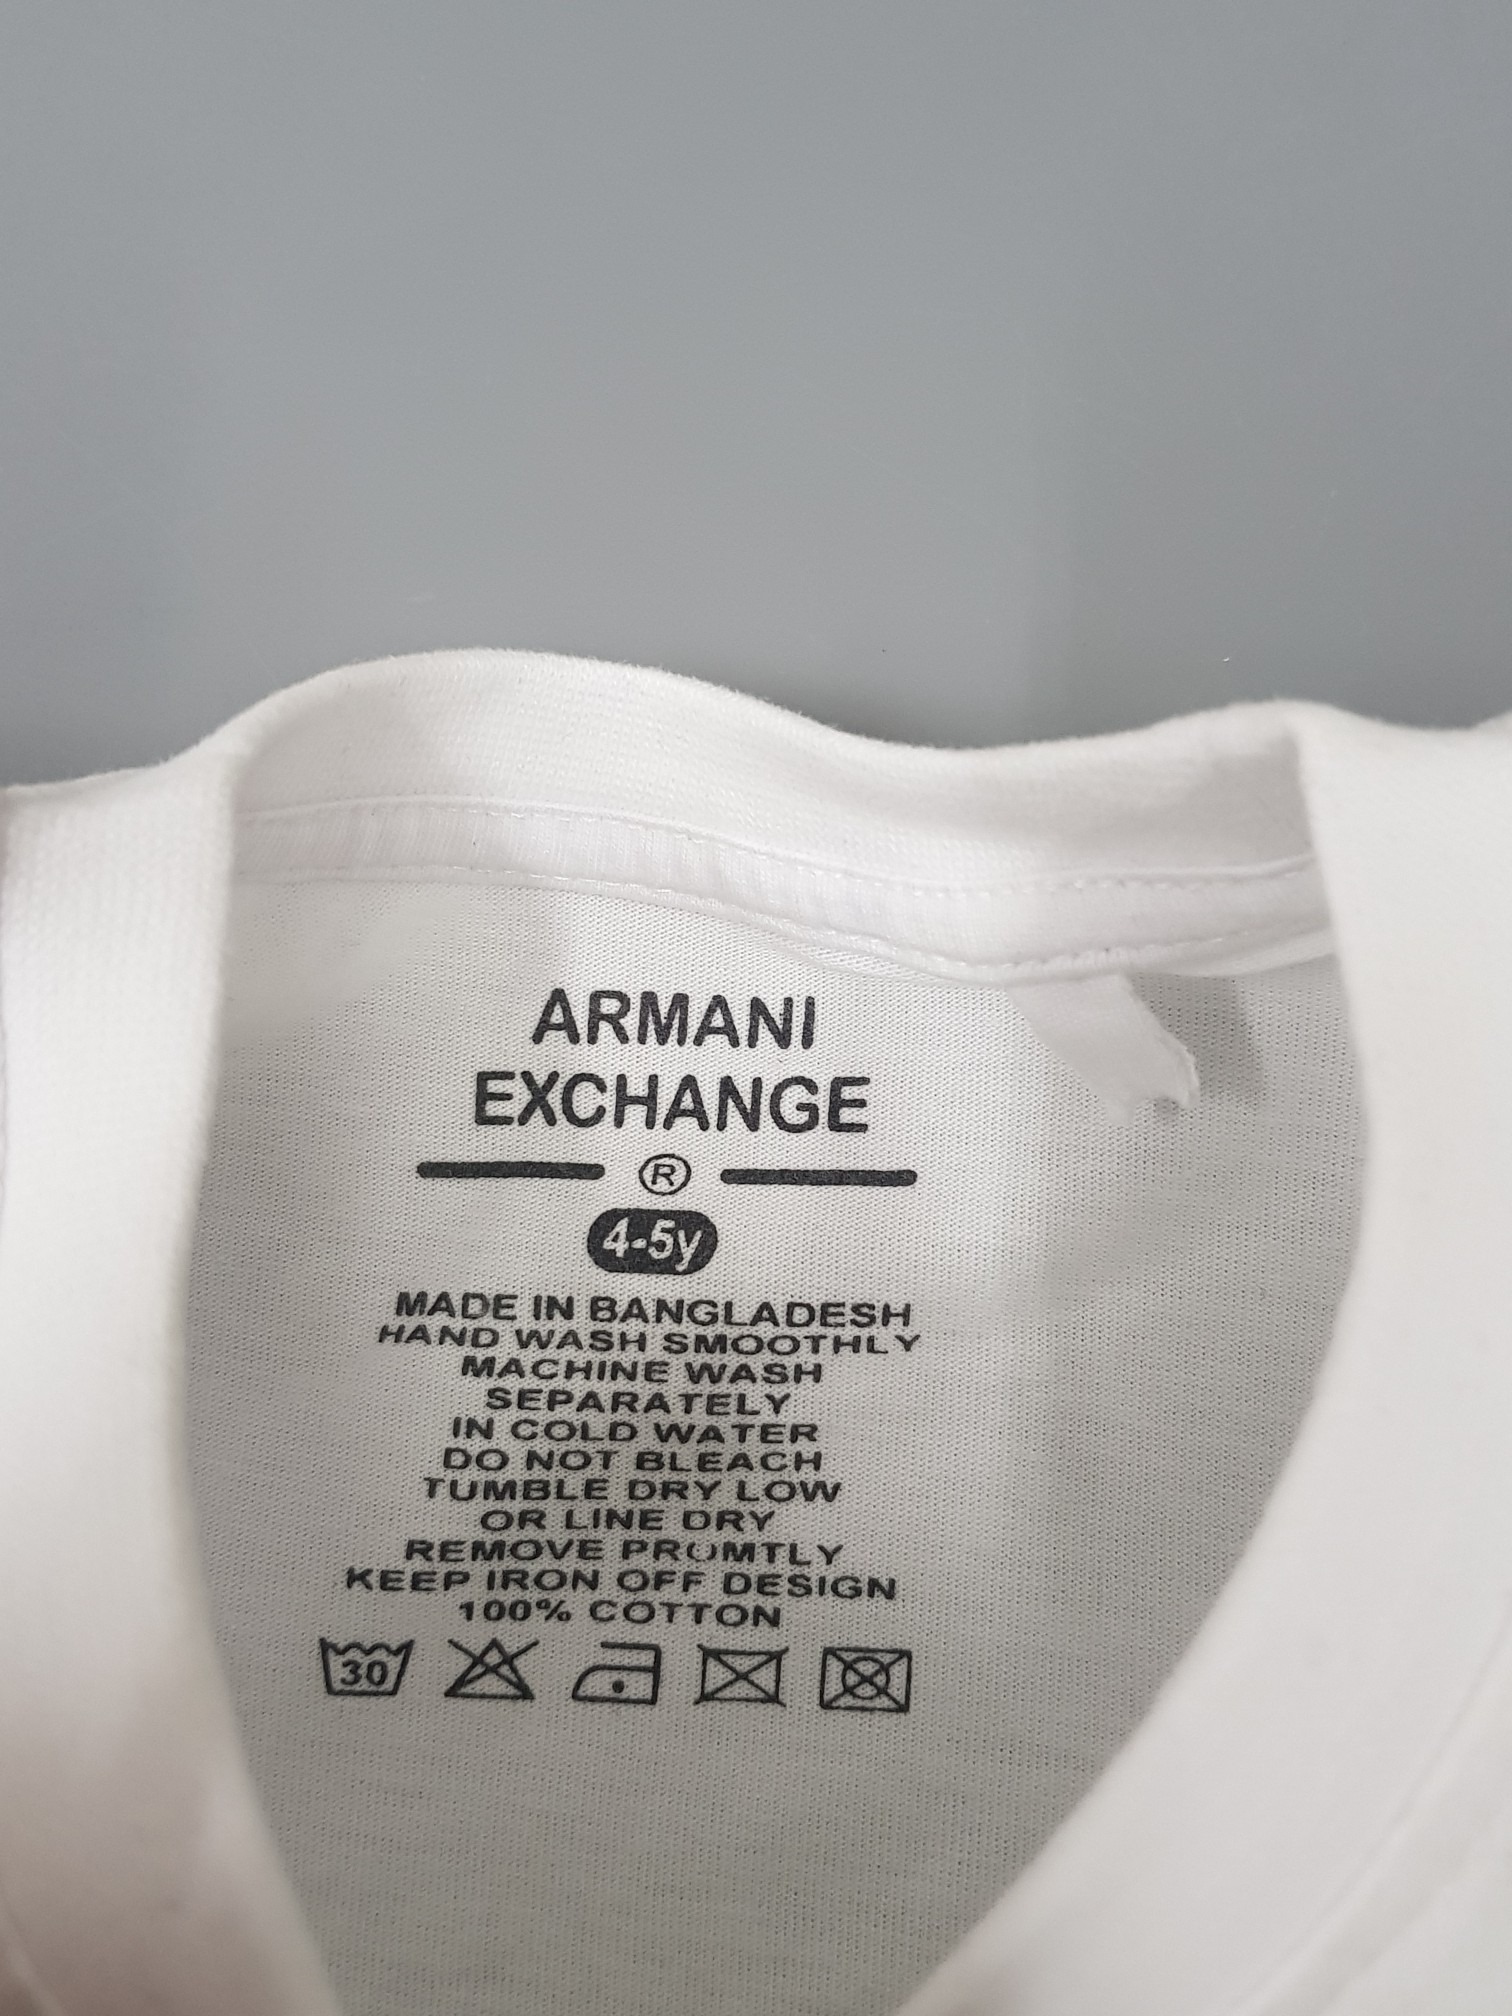 ARMANI
EXCHANGE
®
4-5y
MADE IN BANGLADESH
HAND WASH SMOOTHLY
MACHINE WASH
SEPARATELY
IN COLD WATER
DO NOT BLEACH
TUMBLE DRY LOW
OR LINE DRY
REMOVE PROMTLY
KEEP IRON OFF DESIGN
100% COTTON
30